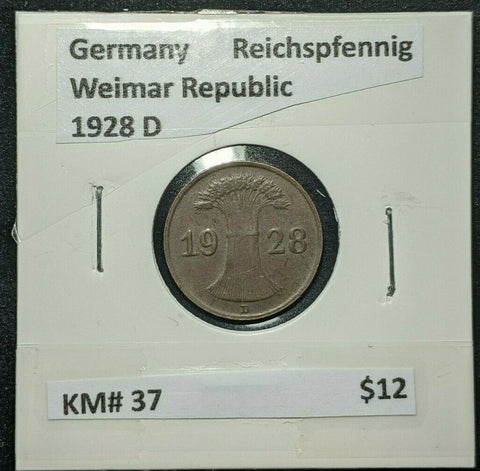 Germany Reichspfennig
Weimar Republic
1928 D
19 28
D
KM# 37 $12